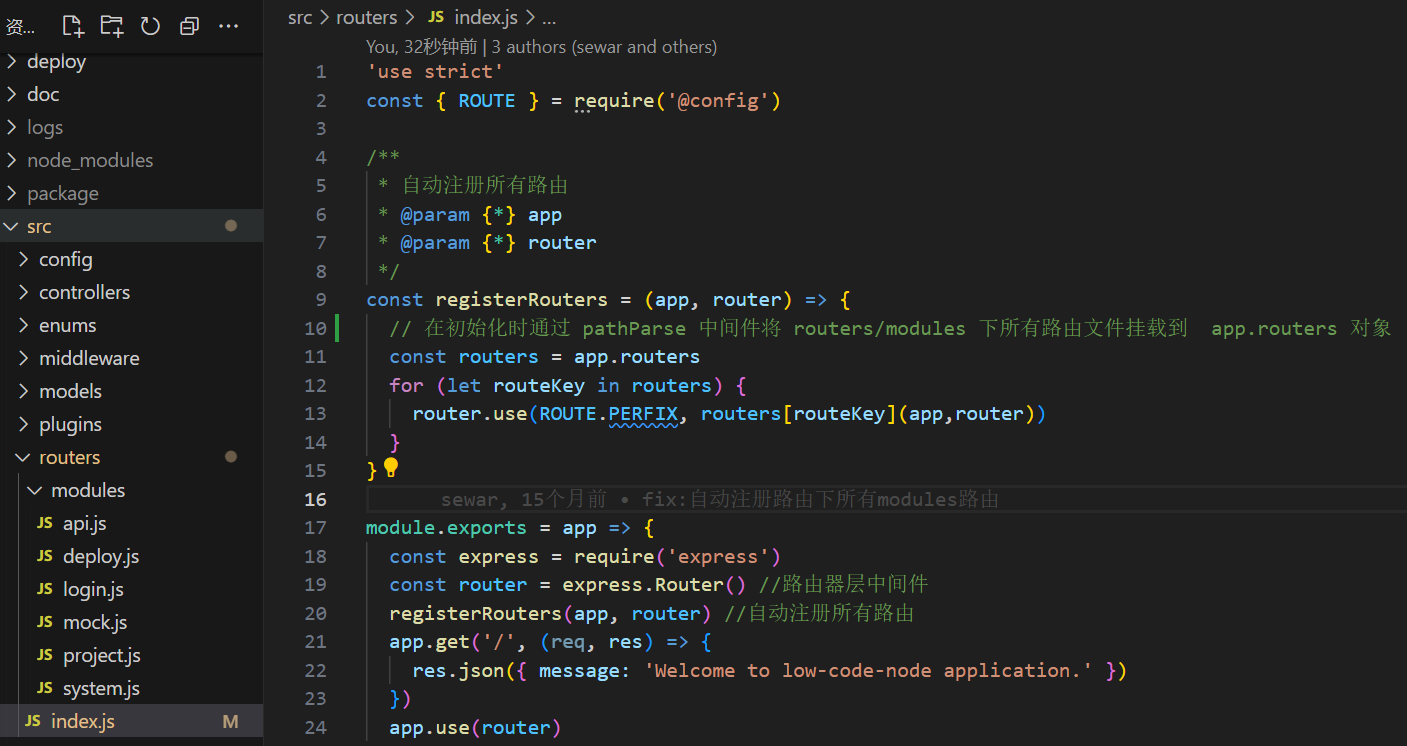 资...
deploy
doc
logs
node_modules
package
src
config
controllers
enums
middleware
models
plugins
routers
modules
JS api.js
JS deploy.js
JS login.js
JS mock.js
JS project.js
JS system.js
JS index.js M
src > routers > JS index.js > ...
You, 32秒钟前 | 3 authors (sewar and others)
1 'use strict'
2 const { ROUTE } = require('@config')
3
4 /**
5 * 自动注册所有路由
6 * @param {*} app
7 * @param {*} router
8 */
9 const registerRouters = (app, router) => {
10 // 在初始化时通过 pathParse 中间件将 routers/modules 下所有路由文件挂载到  app.routers 对象
11 const routers = app.routers
12 for (let routeKey in routers) {
13 router.use(ROUTE.PERFIX, routers[routeKey](app,router))
14 }
15 }
16 sewar, 15个月前 • fix:自动注册路由下所有modules路由
17 module.exports = app => {
18 const express = require('express')
19 const router = express.Router() //路由器层中间件
20 registerRouters(app, router) //自动注册所有路由
21 app.get('/', (req, res) => {
22 res.json({ message: 'Welcome to low-code-node application.' })
23 })
24 app.use(router)